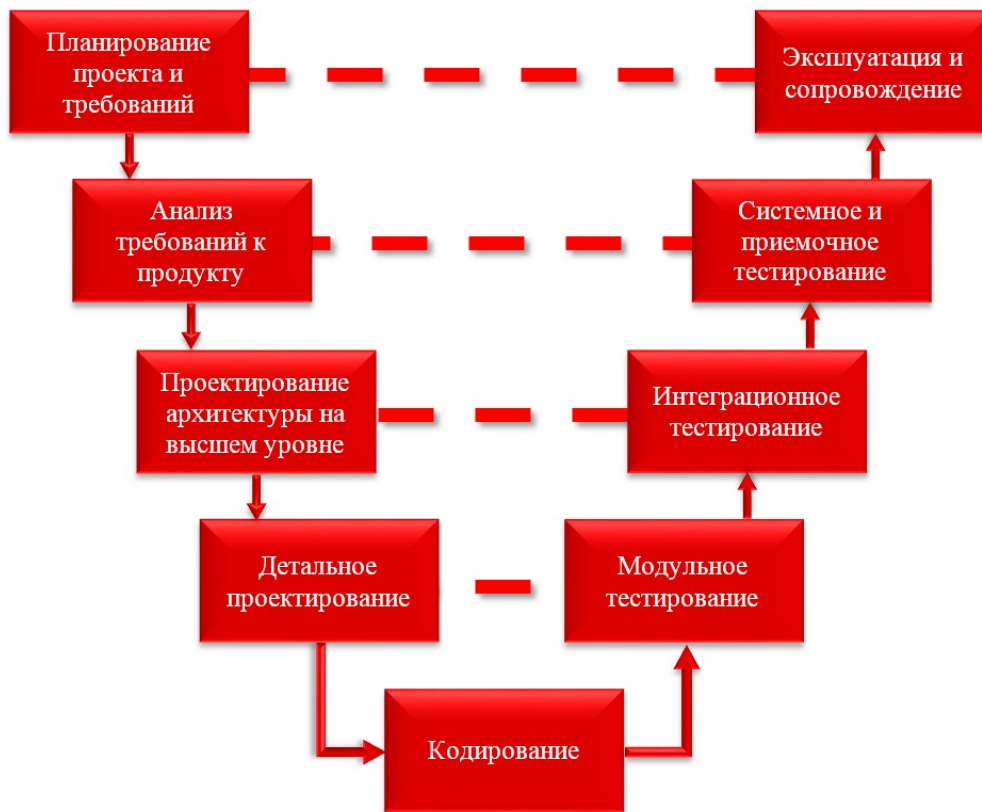 Планирование
проекта и
требований
Эксплуатация и
сопровождение
Анализ
требований к
продукту
Системное и
приемочное
тестирование
Проектирование
архитектуры на
высшем уровне
Интеграционное
тестирование
Детальное
проектирование
Модульное
тестирование
Кодирование